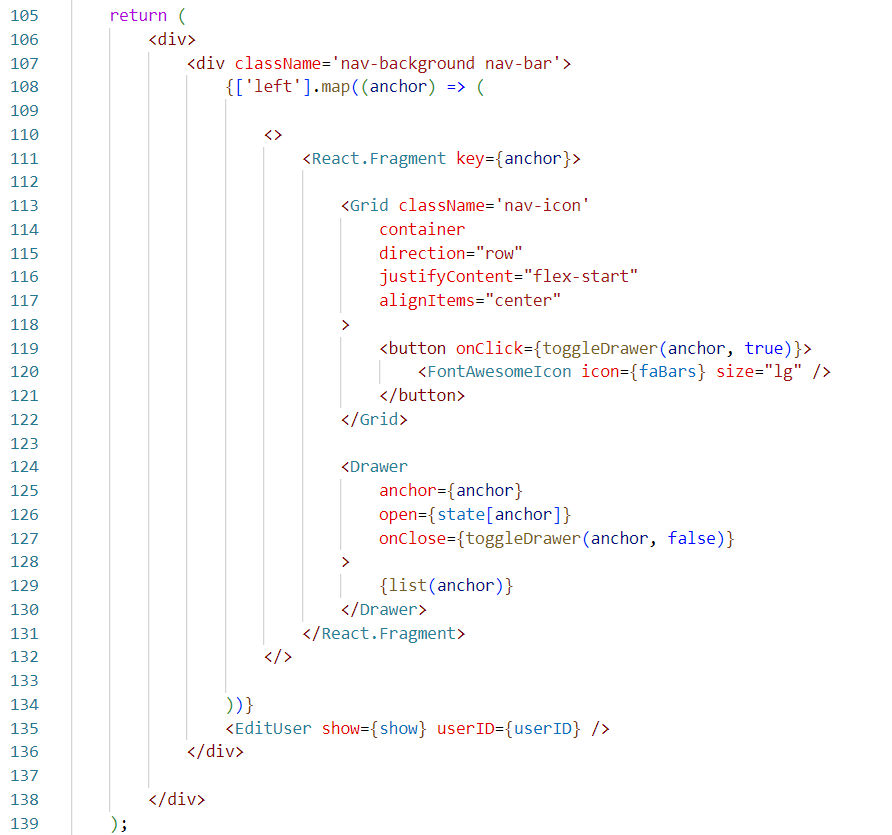 105 return (
106 <div>
107 <div className='nav-background nav-bar'>
108 {['left'].map((anchor) => (
109
110 <>
111 <React.Fragment key={anchor}>
112
113 <Grid className='nav-icon'
114 container
115 direction="row"
116 justifyContent="flex-start"
117 alignItems="center"
118 >
119 <button onClick={toggleDrawer(anchor, true)}>
120 <FontAwesomeIcon icon={faBars} size="lg" />
121 </button>
122 </Grid>
123
124 <Drawer
125 anchor={anchor}
126 open={state[anchor]}
127 onClose={toggleDrawer(anchor, false)}
128 >
129 {list(anchor)}
130 </Drawer>
131 </React.Fragment>
132 </>
133
134 ))}
135 <EditUser show={show} userID={userID} />
136 </div>
137
138 </div>
139 );